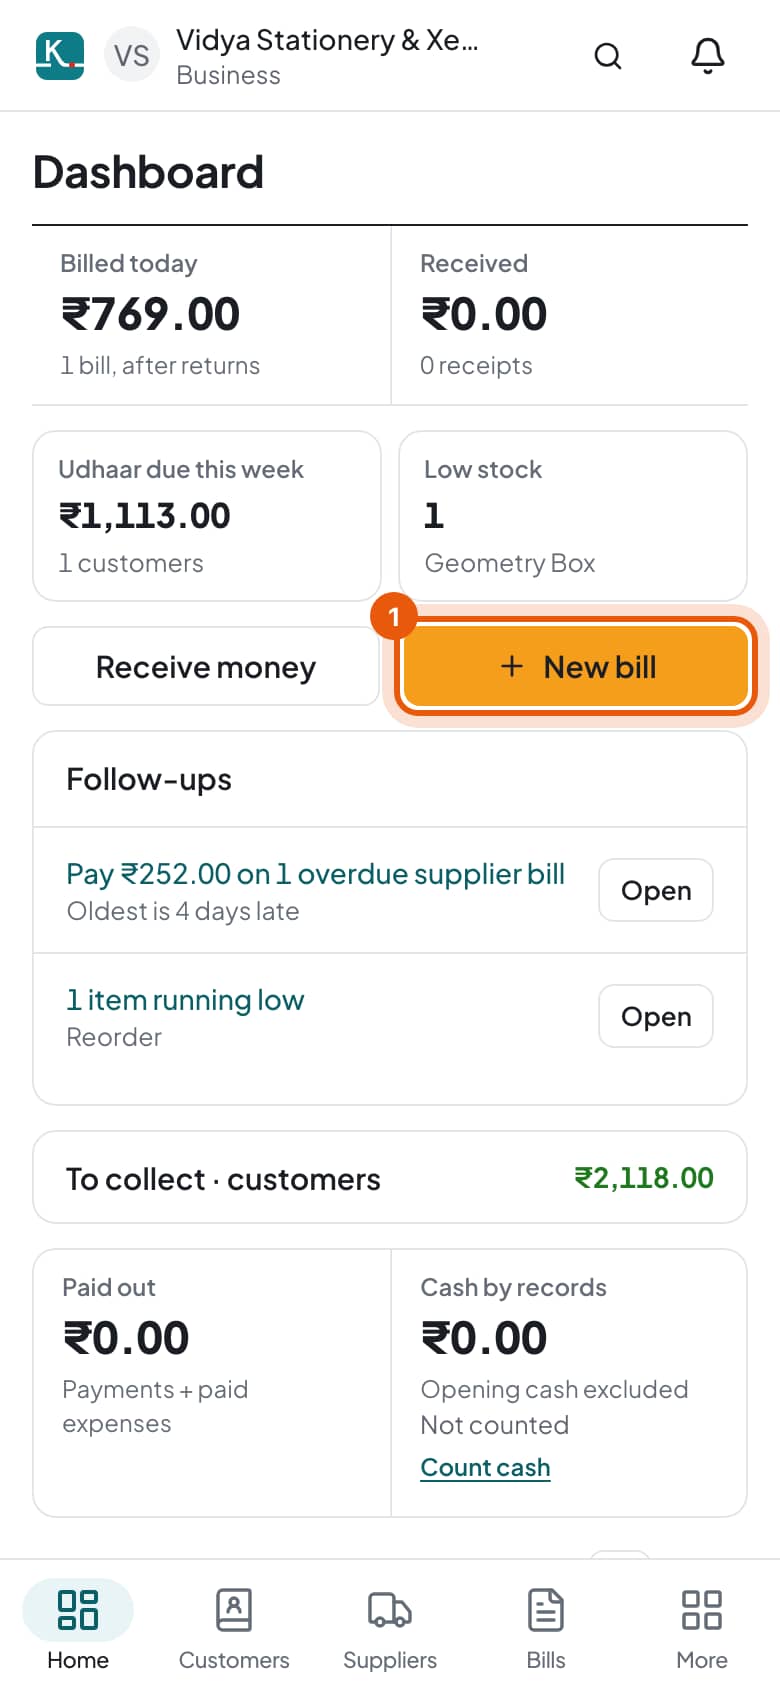 K.
VS
Vidya Stationery & Xe...
Business
Dashboard
Billed today
₹769.00
1 bill, after returns
Received
₹0.00
0 receipts
Udhaar due this week
₹1,113.00
1 customers
Low stock
1
Geometry Box
Receive money
1
+ New bill
Follow-ups
Pay ₹252.00 on 1 overdue supplier bill
Oldest is 4 days late
Open
1 item running low
Reorder
Open
To collect · customers
₹2,118.00
Paid out
₹0.00
Payments + paid
expenses
Cash by records
₹0.00
Opening cash excluded
Not counted
Count cash
Home
Customers
Suppliers
Bills
More